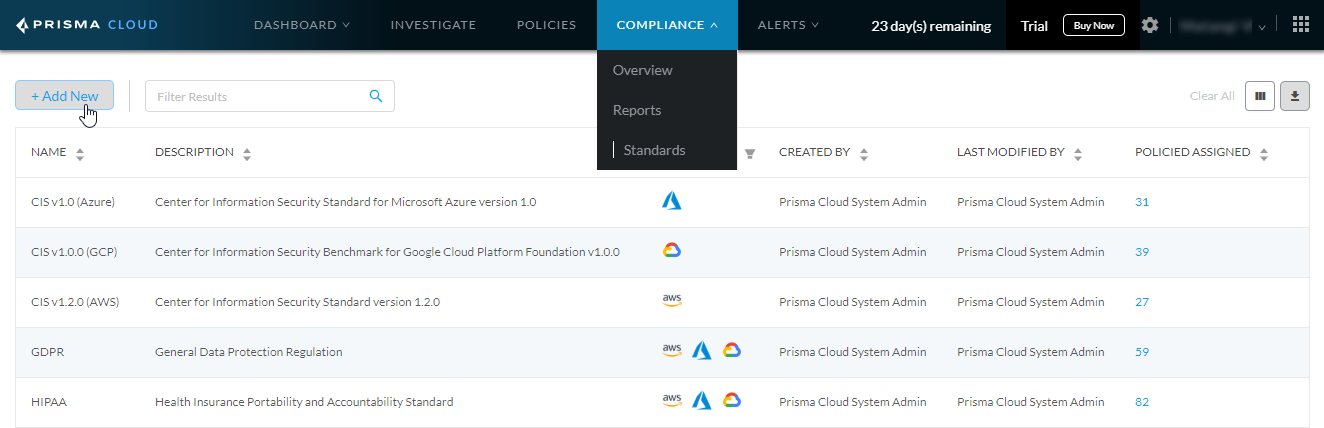 PRISMA CLOUD DASHBOARD INVESTIGATE POLICIES COMPLIANCE ALERTS 23 day(s) remaining Trial Buy Now
Overview
Reports
Standards
+ Add New Filter Results Clear All
NAME DESCRIPTION CREATED BY LAST MODIFIED BY POLICIED ASSIGNED
CIS v1.0 (Azure) Center for Information Security Standard for Microsoft Azure version 1.0 Prisma Cloud System Admin Prisma Cloud System Admin 31
CIS v1.0.0 (GCP) Center for Information Security Benchmark for Google Cloud Platform Foundation v1.0.0 Prisma Cloud System Admin Prisma Cloud System Admin 39
CIS v1.2.0 (AWS) Center for Information Security Standard version 1.2.0 aws Prisma Cloud System Admin Prisma Cloud System Admin 27
GDPR General Data Protection Regulation aws Prisma Cloud System Admin Prisma Cloud System Admin 59
HIPAA Health Insurance Portability and Accountability Standard aws Prisma Cloud System Admin Prisma Cloud System Admin 82